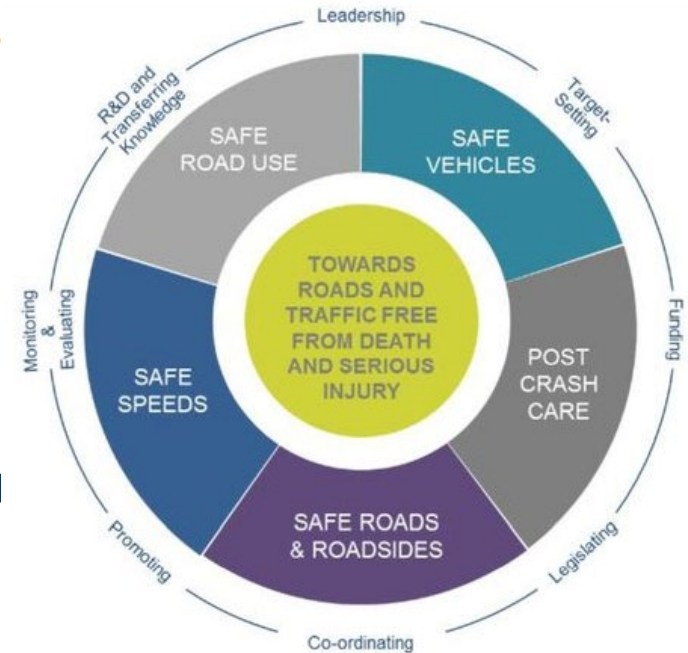 Leadership
R&D and
Transferring
Knowledge
Target-
Setting
SAFE
ROAD USE
SAFE
VEHICLES
TOWARDS
ROADS AND
TRAFFIC FREE
FROM DEATH
AND SERIOUS
INJURY
Monitoring
&
Evaluating
Funding
SAFE
SPEEDS
POST
CRASH
CARE
SAFE ROADS
& ROADSIDES
Promoting
Legislating
Co-ordinating